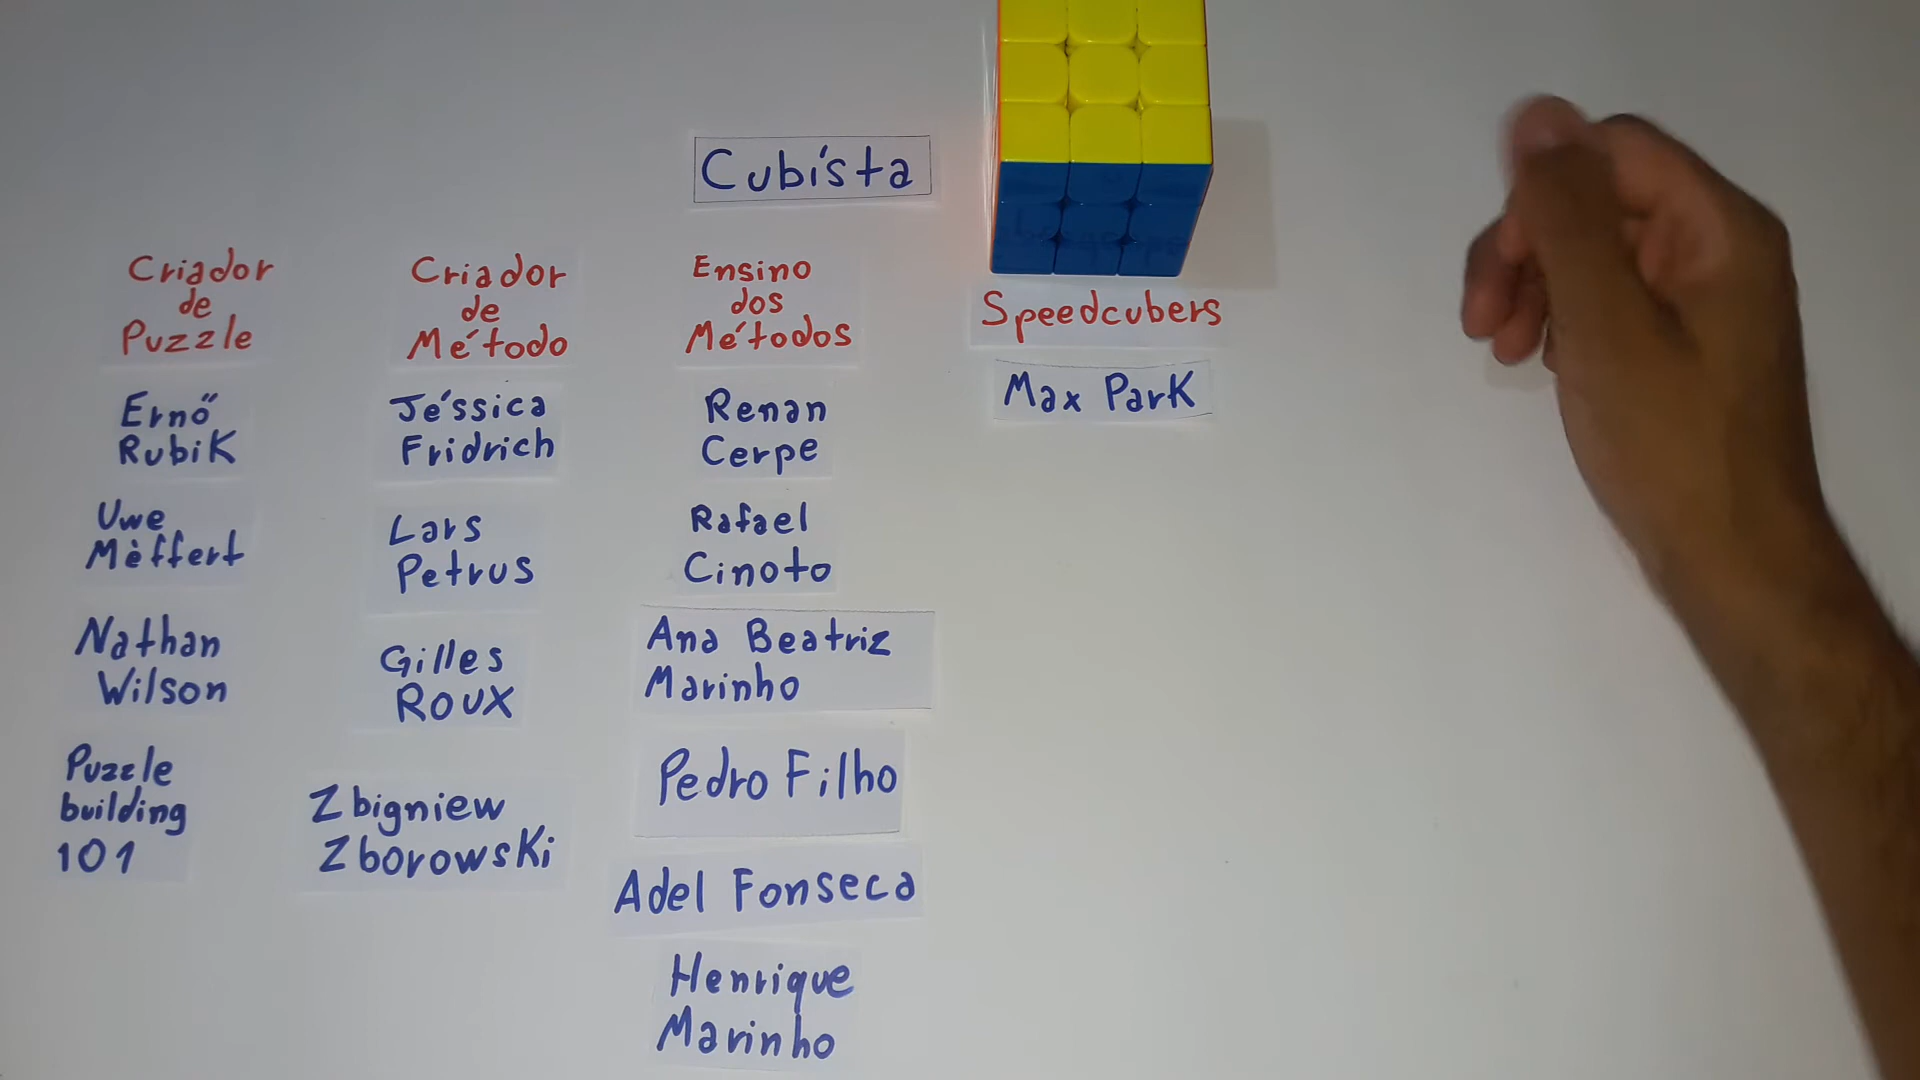 Cubista
Criador
de
Puzzle
Ernő
Rubik
Uwe
Mèffert
Nathan
Wilson
Puzzle
building
101
Criador
de
Método
Jéssica
Fridrich
Lars
Petrus
Gilles
Roux
Zbigniew
Zborowski
Ensino
dos
Métodos
Renan
Cerpe
Rafael
Cinoto
Ana Beatriz
Marinho
Pedro Filho
Adel Fonseca
Henrique
Marinho
Speedcubers
Max Park